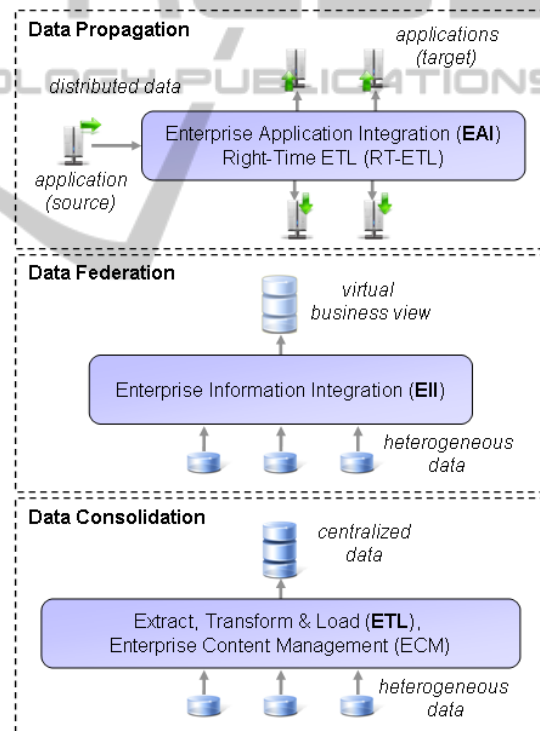 Data Propagation
applications
(target)
OLOGY PUBLICATIONS
distributed data
Enterprise Application Integration (EAI)
Right-Time ETL (RT-ETL)
application
(source)
Data Federation
virtual
business view
Enterprise Information Integration (EII)
heterogeneous
data
Data Consolidation
centralized
data
Extract, Transform & Load (ETL),
Enterprise Content Management (ECM)
heterogeneous
data